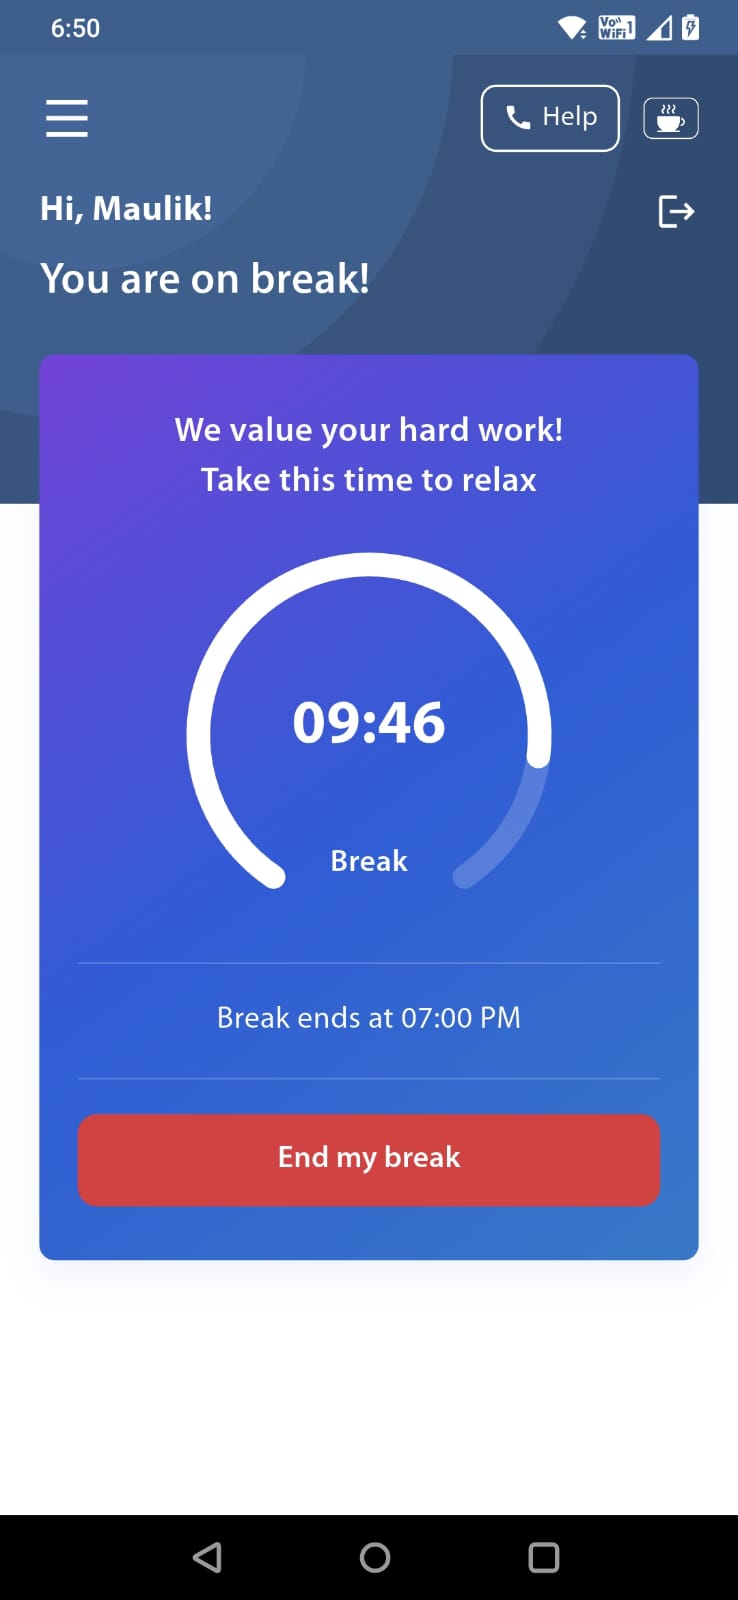 6:50
Vo)) WiFi 1
Help
Hi, Maulik!
You are on break!
We value your hard work!
Take this time to relax
09:46
Break
Break ends at 07:00 PM
End my break